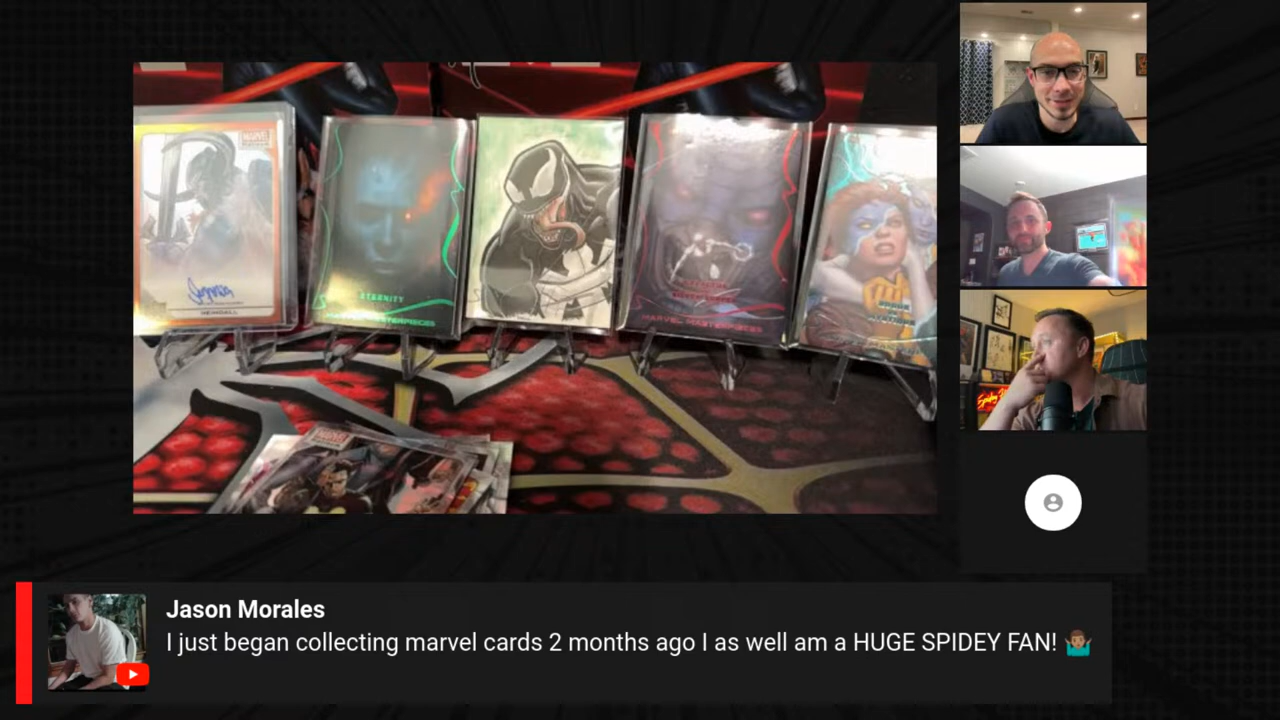 MARVEL
HEIMDALL
ETERNITY
MARVEL MASTERPIECES
MARVEL MASTERPIECES
Jason Morales
I just began collecting marvel cards 2 months ago I as well am a HUGE SPIDEY FAN! 🤷🏽‍♂️